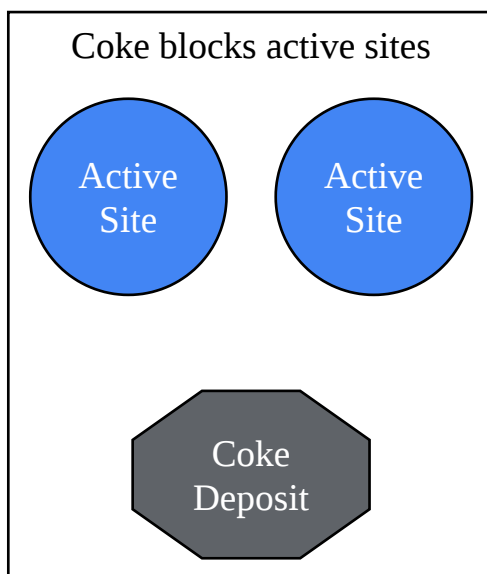 Coke blocks active sites
Active
Site
Active
Site
Coke
Deposit